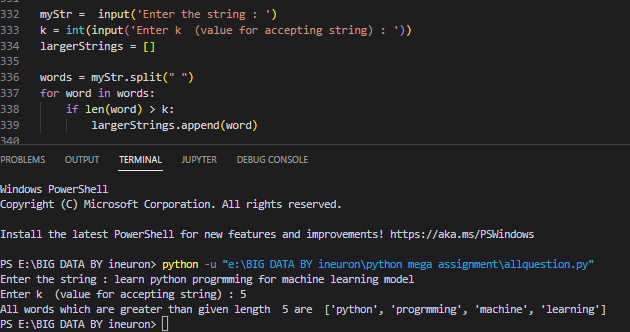 331
332 myStr =  input('Enter the string : ')
333 k = int(input('Enter k  (value for accepting string) : '))
334 largerStrings = []
335
336 words = myStr.split(" ")
337 for word in words:
338     if len(word) > k:
339         largerStrings.append(word)
340
PROBLEMS OUTPUT TERMINAL JUPYTER DEBUG CONSOLE
Windows PowerShell
Copyright (C) Microsoft Corporation. All rights reserved.
Install the latest PowerShell for new features and improvements! https://aka.ms/PSWindows
PS E:\BIG DATA BY ineuron> python -u "e:\BIG DATA BY ineuron\python mega assignment\allquestion.py"
Enter the string : learn python progrmming for machine learning model
Enter k  (value for accepting string) : 5
All words which are greater than given length  5 are  ['python', 'progrmming', 'machine', 'learning']
PS E:\BIG DATA BY ineuron>